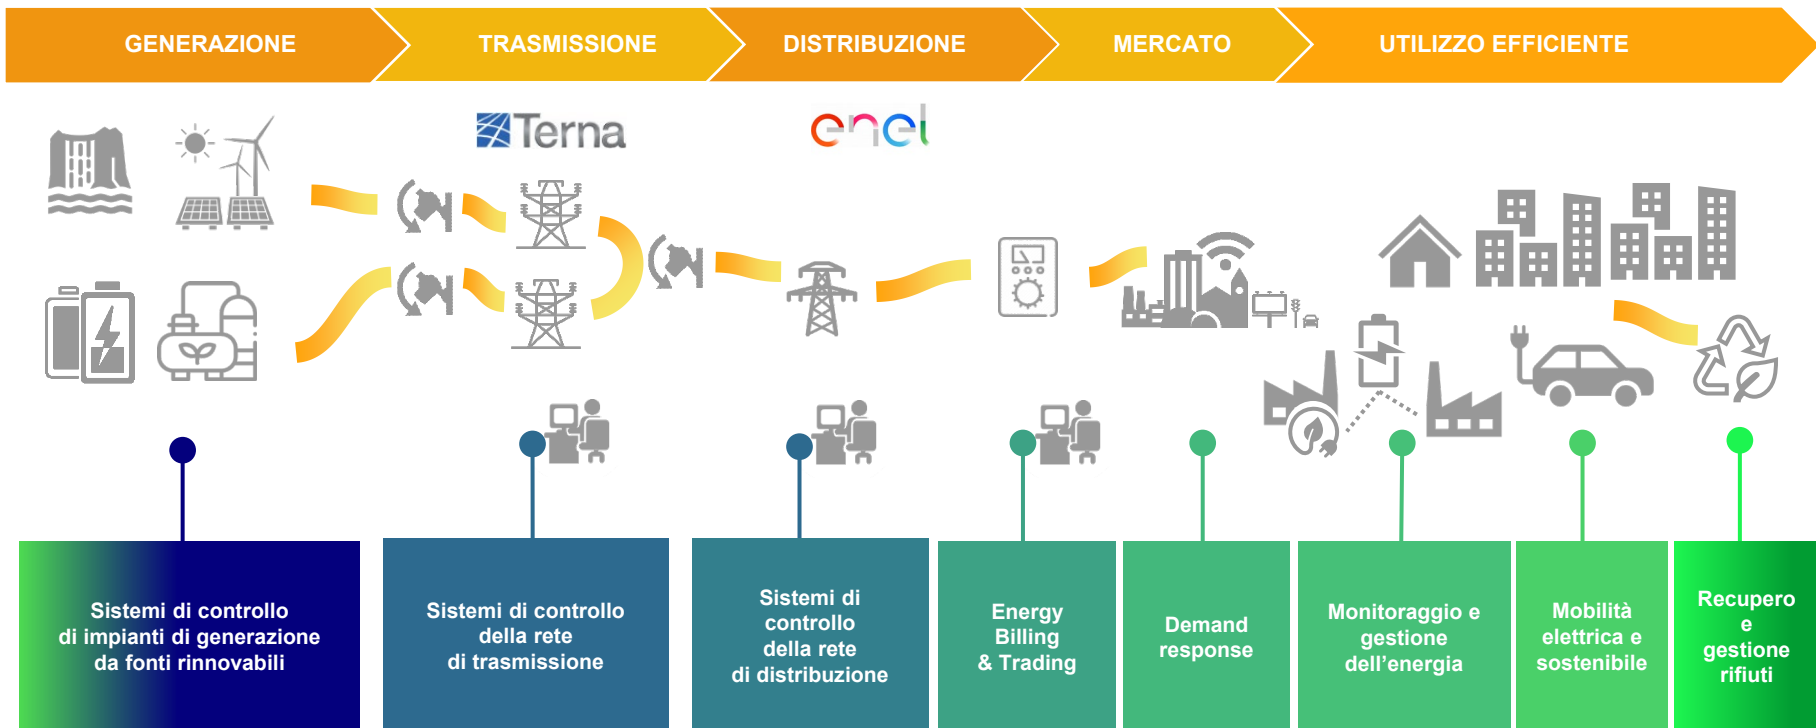 GENERAZIONE
TRASMISSIONE
DISTRIBUZIONE
MERCATO
UTILIZZO EFFICIENTE
Terna
enel
Sistemi di controllo
di impianti di generazione
da fonti rinnovabili
Sistemi di controllo
della rete
di trasmissione
Sistemi di
controllo
della rete
di distribuzione
Energy
Billing
& Trading
Demand
response
Monitoraggio e
gestione
dell'energia
Mobilità
elettrica e
sostenibile
Recupero
e
gestione
rifiuti